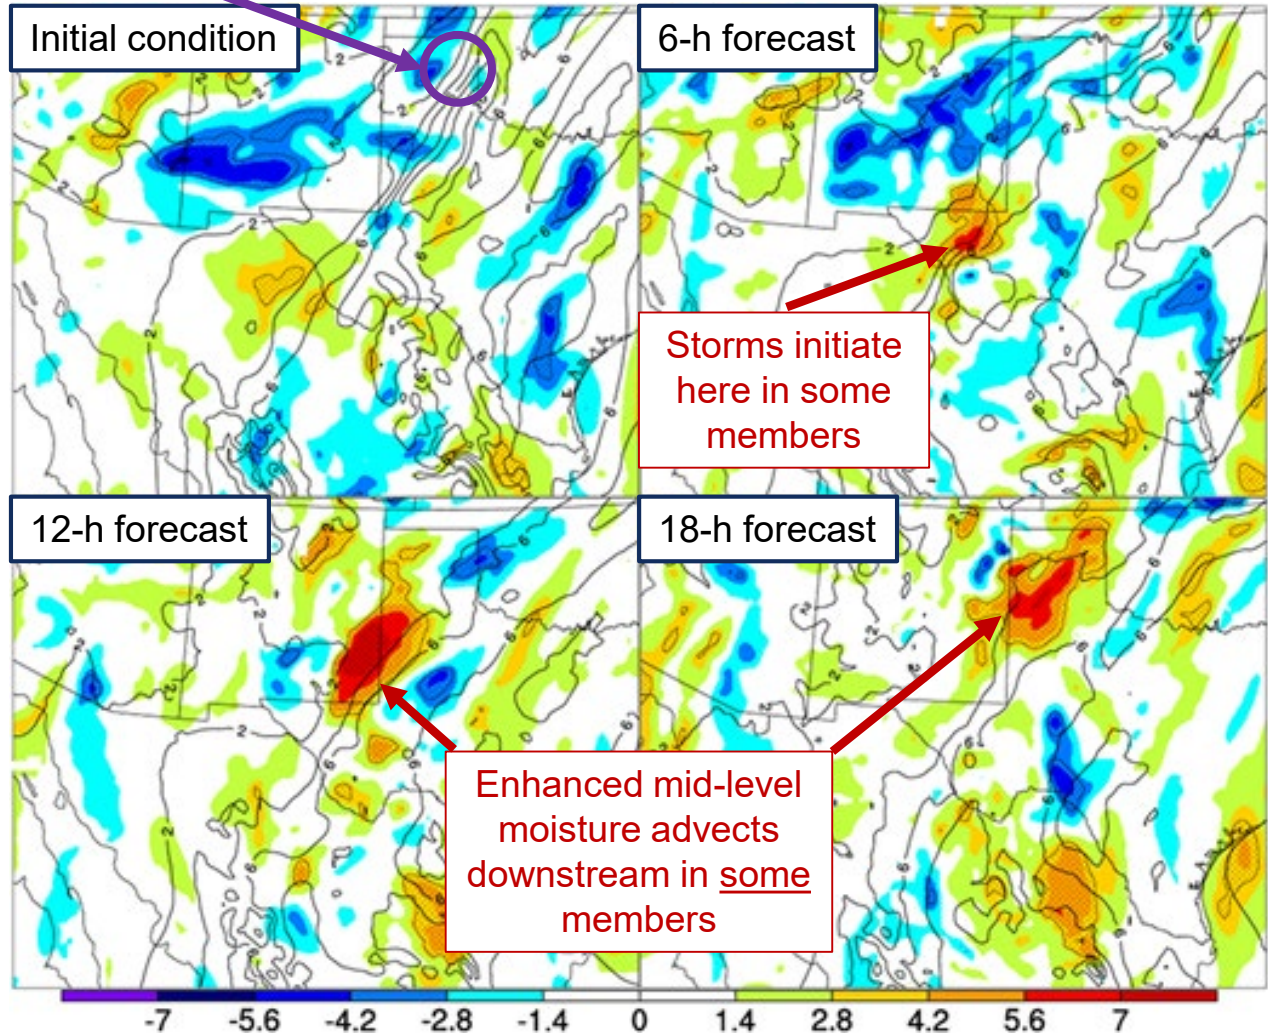 Initial condition
6-h forecast
Storms initiate
here in some
members
12-h forecast
18-h forecast
Enhanced mid-level
moisture advects
downstream in some
members
-7 -5.6 -4.2 -2.8 -1.4 0 1.4 2.8 4.2 5.6 7